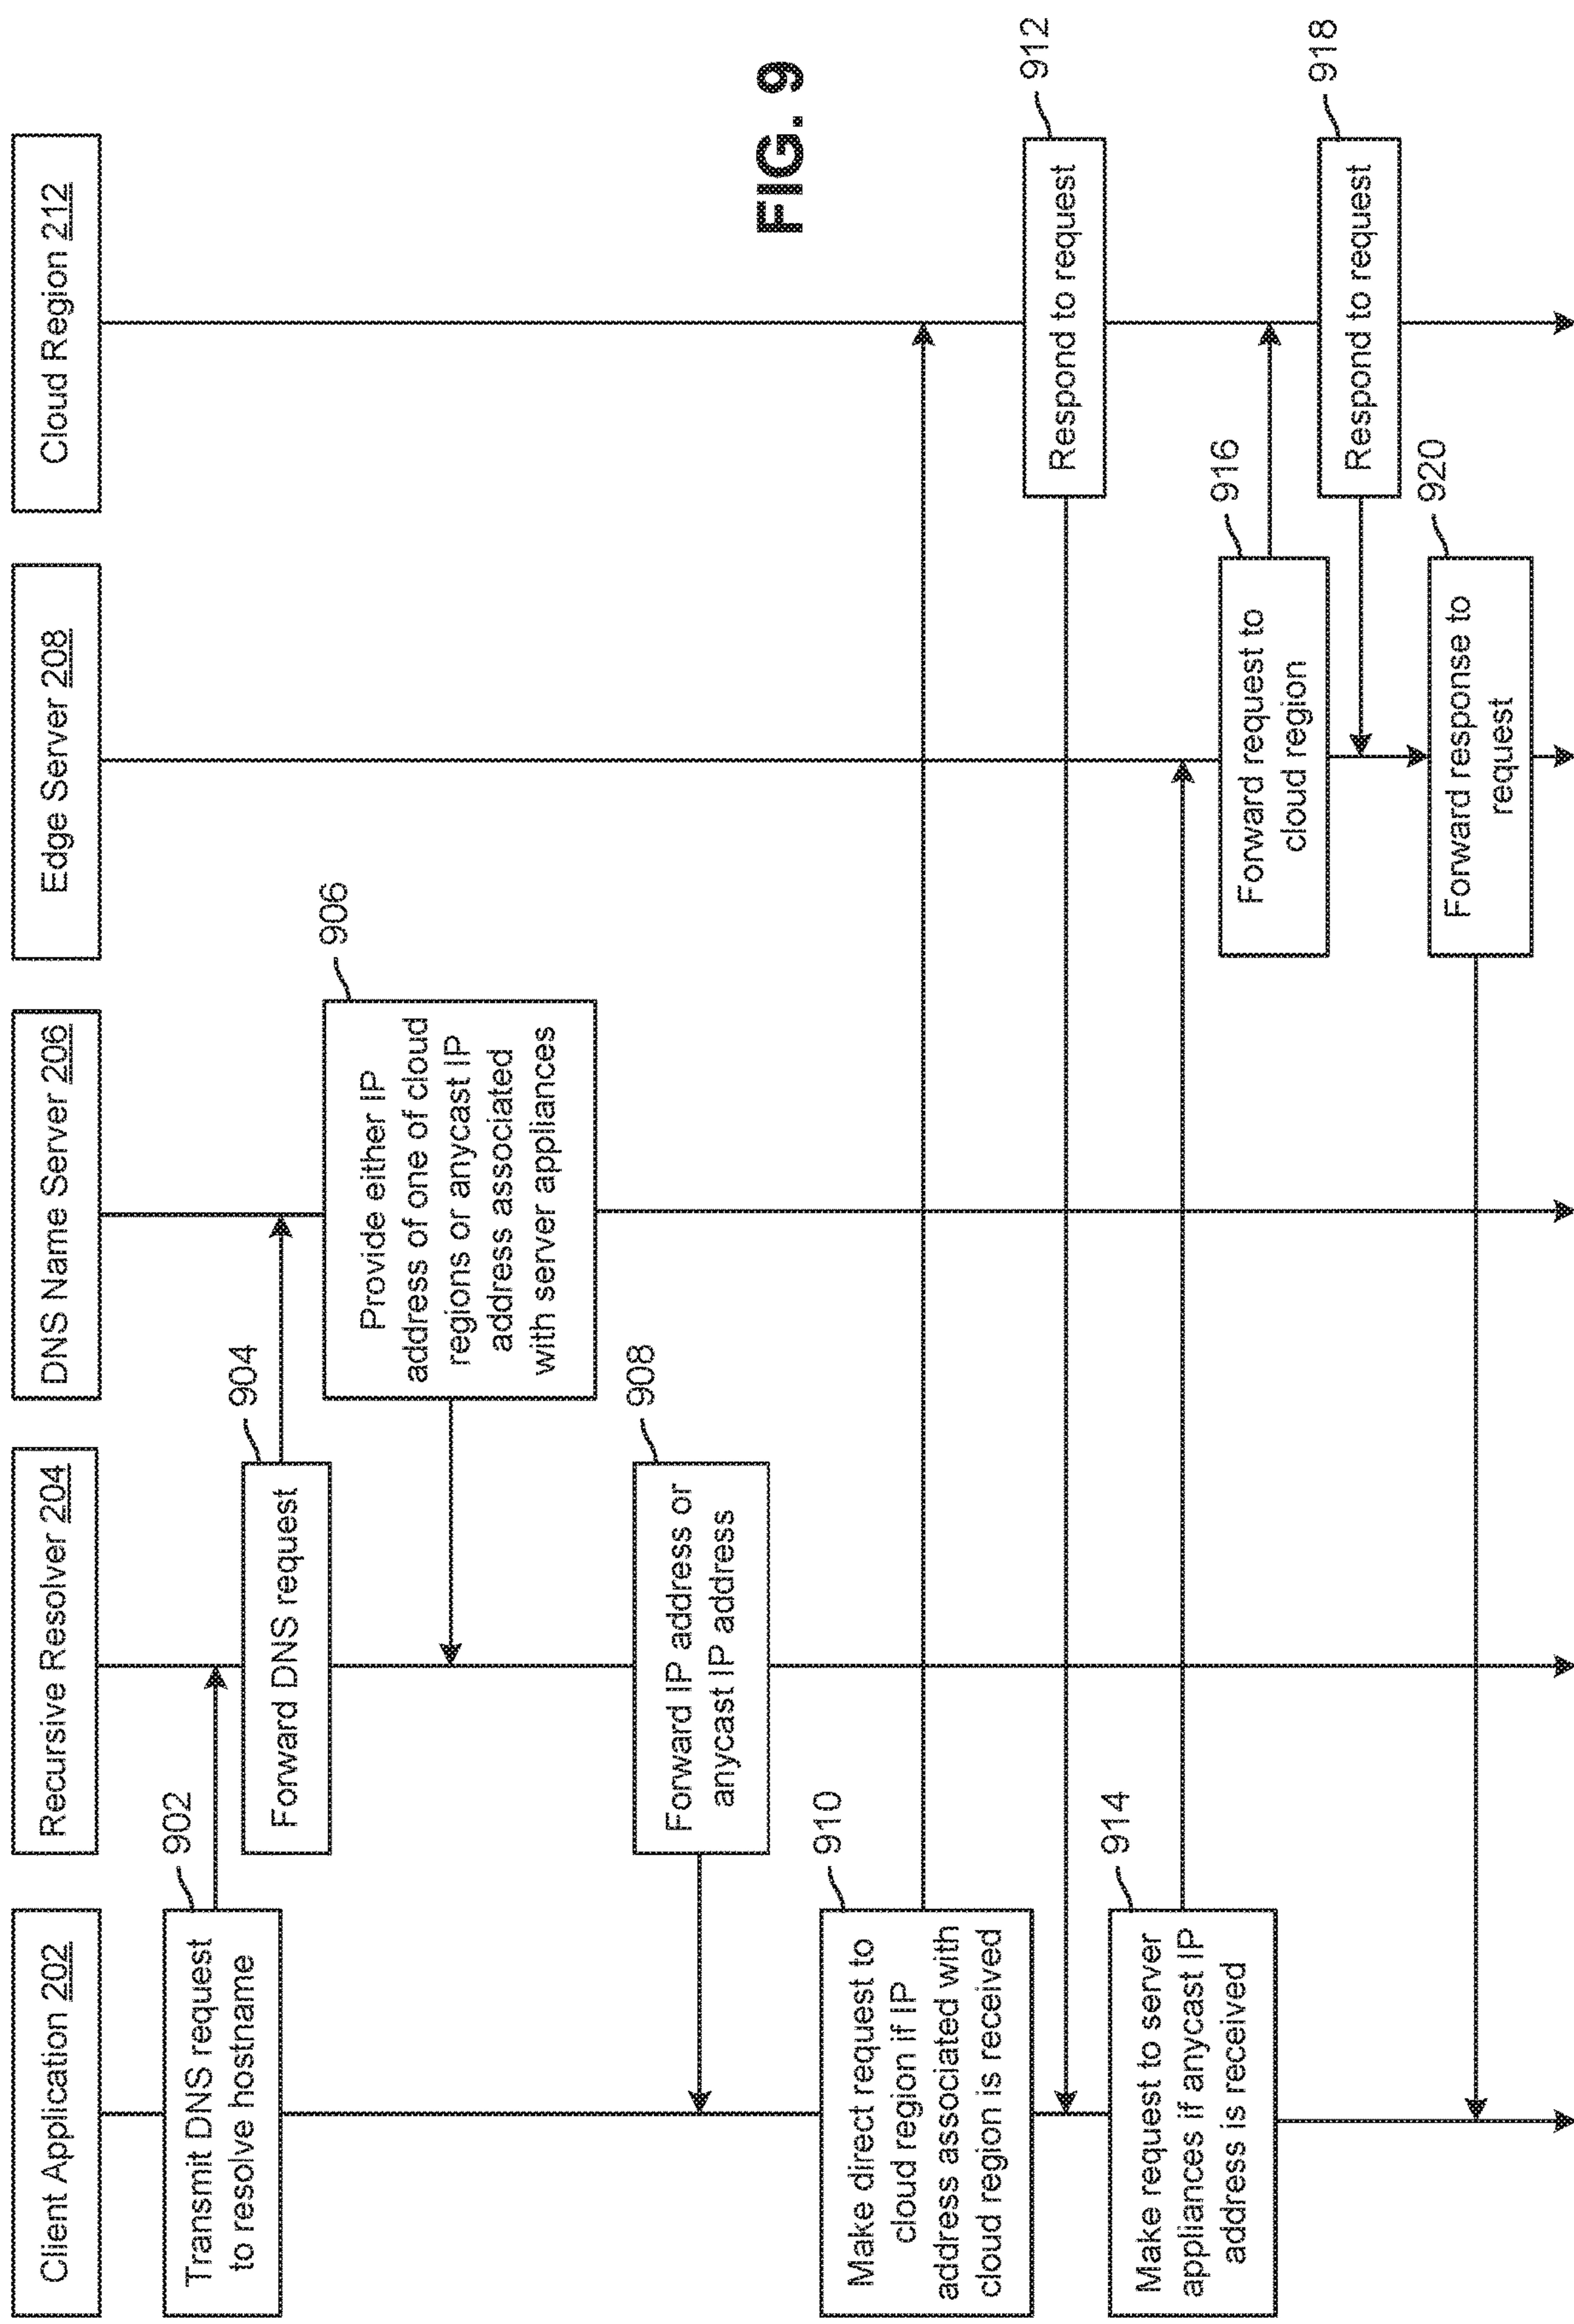 Client Application 202
Recursive Resolver 204
DNS Name Server 206
Edge Server 208
Cloud Region 212
902
Transmit DNS request
to resolve hostname
904
Forward DNS request
906
Provide either IP
address of one of cloud
regions or anycast IP
address associated
with server appliances
908
Forward IP address or
anycast IP address
FIG. 9
910
Make direct request to
cloud region if IP
address associated with
cloud region is received
912
Respond to request
914
Make request to server
appliances if anycast IP
address is received
916
Forward request to
cloud region
918
Respond to request
920
Forward response to
request